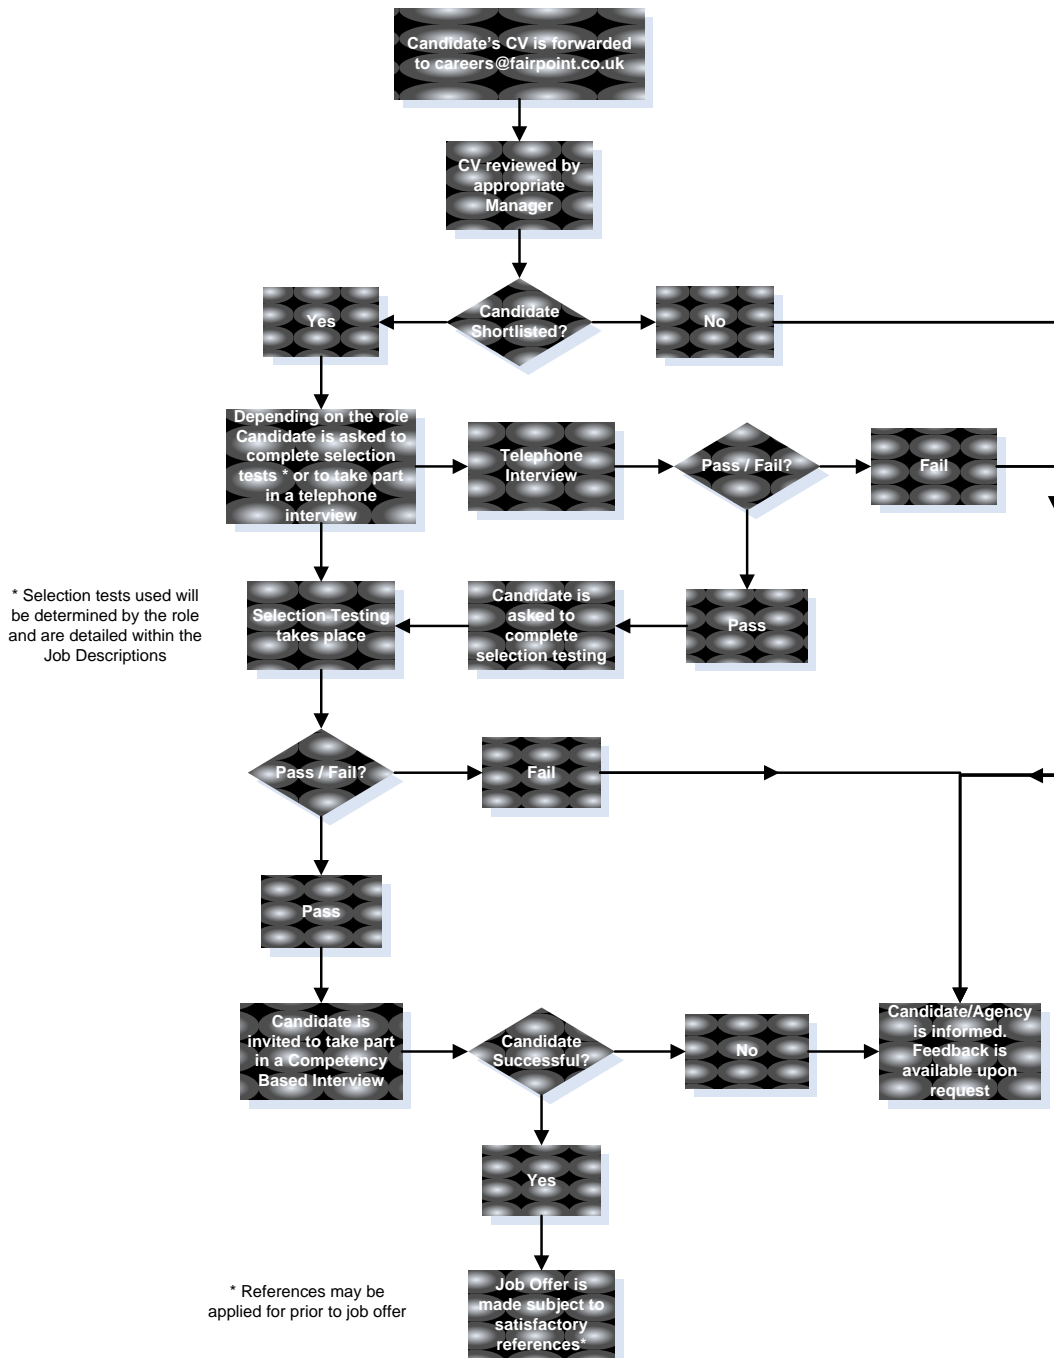 Candidate's CV is forwarded
to careers@fairpoint.co.uk
CV reviewed by
appropriate
Manager
Candidate
Shortlisted?
Yes
No
Depending on the role
Candidate is asked to
complete selection
tests * or to take part
in a telephone
interview
Telephone
Interview
Pass / Fail?
Fail
* Selection tests used will
be determined by the role
and are detailed within the
Job Descriptions
Selection Testing
takes place
Candidate is
asked to
complete
selection testing
Pass
Pass / Fail?
Fail
Pass
Candidate is
invited to take part
in a Competency
Based Interview
Candidate
Successful?
No
Candidate/Agency
is informed.
Feedback is
available upon
request
Yes
* References may be
applied for prior to job offer
Job Offer is
made subject to
satisfactory
references*